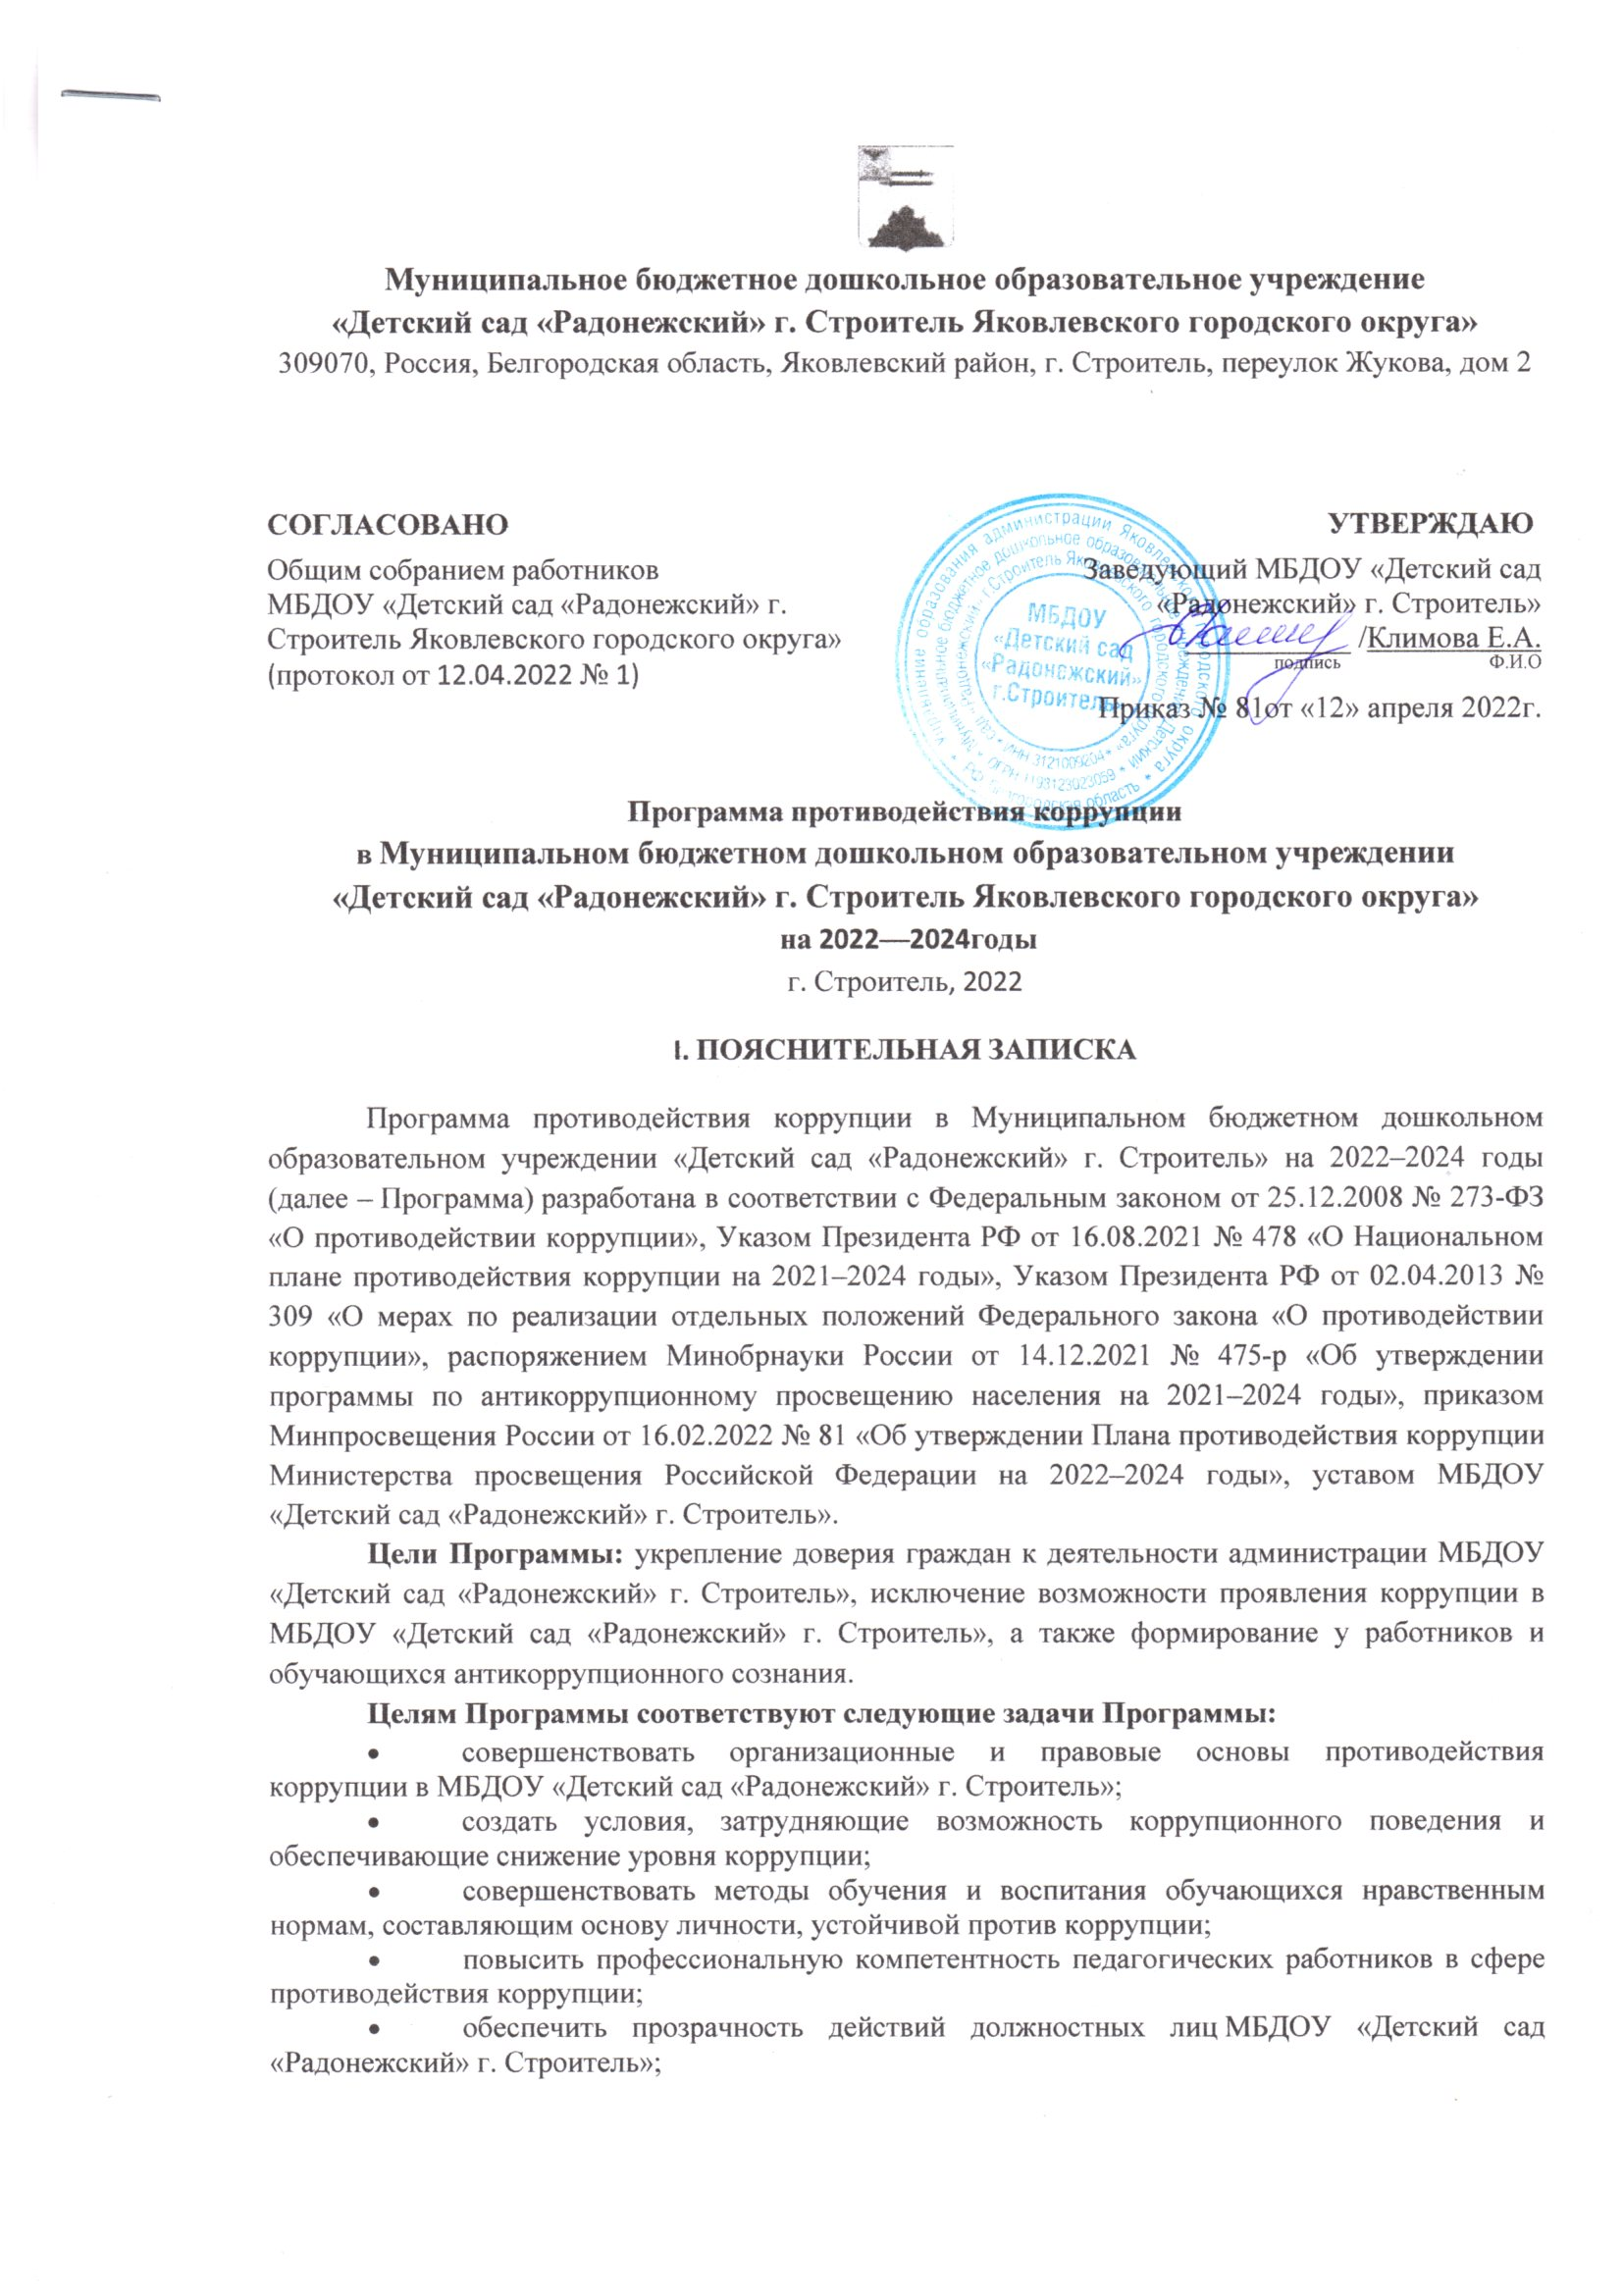 Муниципальное бюджетное дошкольное образовательное учреждение
«Детский сад «Радонежский» г. Строитель Яковлевского городского округа»
309070, Россия, Белгородская область, Яковлевский район, г. Строитель, переулок Жукова, дом 2
СОГЛАСОВАНО
Общим собранием работников
МБДОУ «Детский сад «Радонежский» г.
Строитель Яковлевского городского округа»
(протокол от 12.04.2022 № 1)
УТВЕРЖДАЮ
Заведующий МБДОУ «Детский сад
«Радонежский» г. Строитель»
/Климова Е.А.
подпись Ф.И.О
Приказ № 81от «12» апреля 2022г.
МБДОУ
«Детский сад
«Радонежский»
г.Строитель»
Программа противодействия коррупции
в Муниципальном бюджетном дошкольном образовательном учреждении
«Детский сад «Радонежский» г. Строитель Яковлевского городского округа»
на 2022—2024годы
г. Строитель, 2022
I. ПОЯСНИТЕЛЬНАЯ ЗАПИСКА
Программа противодействия коррупции в Муниципальном бюджетном дошкольном
образовательном учреждении «Детский сад «Радонежский» г. Строитель» на 2022–2024 годы
(далее – Программа) разработана в соответствии с Федеральным законом от 25.12.2008 № 273-ФЗ
«О противодействии коррупции», Указом Президента РФ от 16.08.2021 № 478 «О Национальном
плане противодействия коррупции на 2021–2024 годы», Указом Президента РФ от 02.04.2013 №
309 «О мерах по реализации отдельных положений Федерального закона «О противодействии
коррупции», распоряжением Минобрнауки России от 14.12.2021 № 475-р «Об утверждении
программы по антикоррупционному просвещению населения на 2021–2024 годы», приказом
Минпросвещения России от 16.02.2022 № 81 «Об утверждении Плана противодействия коррупции
Министерства просвещения Российской Федерации на 2022–2024 годы», уставом МБДОУ
«Детский сад «Радонежский» г. Строитель».
Цели Программы: укрепление доверия граждан к деятельности администрации МБДОУ
«Детский сад «Радонежский» г. Строитель», исключение возможности проявления коррупции в
МБДОУ «Детский сад «Радонежский» г. Строитель», а также формирование у работников и
обучающихся антикоррупционного сознания.
Целям Программы соответствуют следующие задачи Программы:
• совершенствовать организационные и правовые основы противодействия
коррупции в МБДОУ «Детский сад «Радонежский» г. Строитель»;
• создать условия, затрудняющие возможность коррупционного поведения и
обеспечивающие снижение уровня коррупции;
• совершенствовать методы обучения и воспитания обучающихся нравственным
нормам, составляющим основу личности, устойчивой против коррупции;
• повысить профессиональную компетентность педагогических работников в сфере
противодействия коррупции;
• обеспечить прозрачность действий должностных лиц МБДОУ «Детский сад
«Радонежский» г. Строитель»;